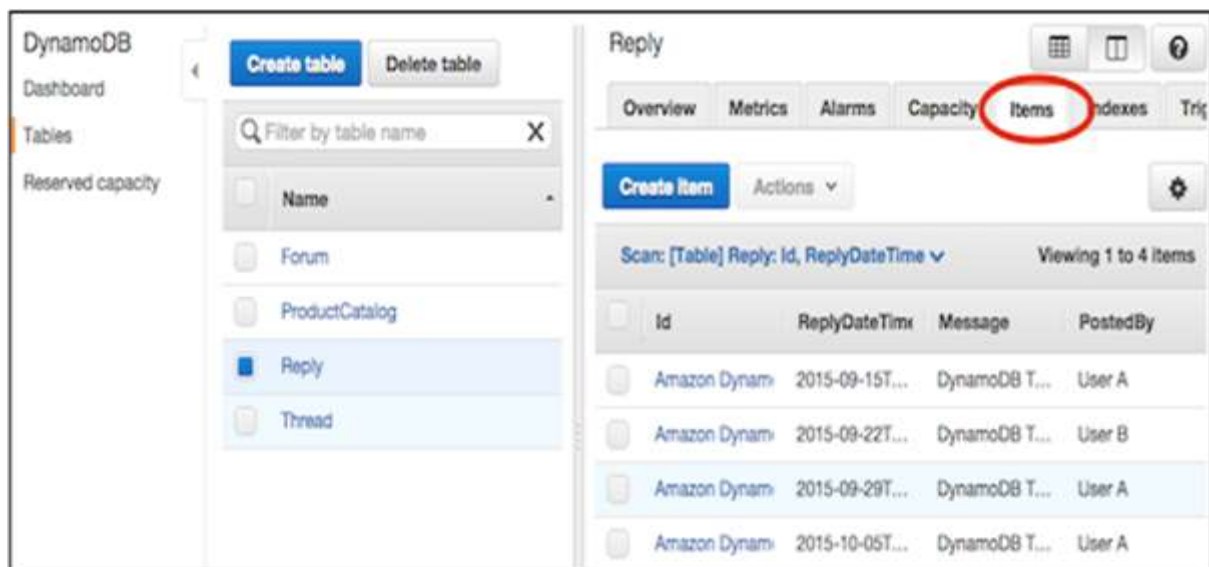 DynamoDB
Dashboard
Tables
Reserved capacity
Create table Delete table
Filter by table name X
Name
Forum
ProductCatalog
Reply
Thread
Reply
Overview Metrics Alarms Capacity Items ndexes Trig
Create item Actions
Scan: [Table] Reply: Id, ReplyDateTime Viewing 1 to 4 items
Id ReplyDateTime Message PostedBy
Amazon Dynam 2015-09-15T... DynamoDB T... User A
Amazon Dynam 2015-09-22T... DynamoDB T... User B
Amazon Dynam 2015-09-29T... DynamoDB T... User A
Amazon Dynam 2015-10-05T... DynamoDB T... User A